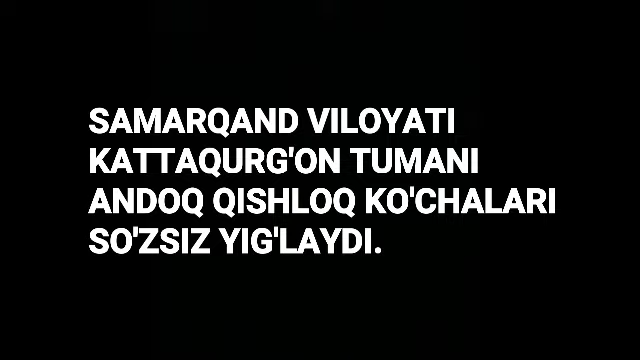 SAMARQAND VILOYATI
KATTAQURG'ON TUMANI
ANDOQ QISHLOQ KO'CHALARI
SO'ZSIZ YIG'LAYDI.